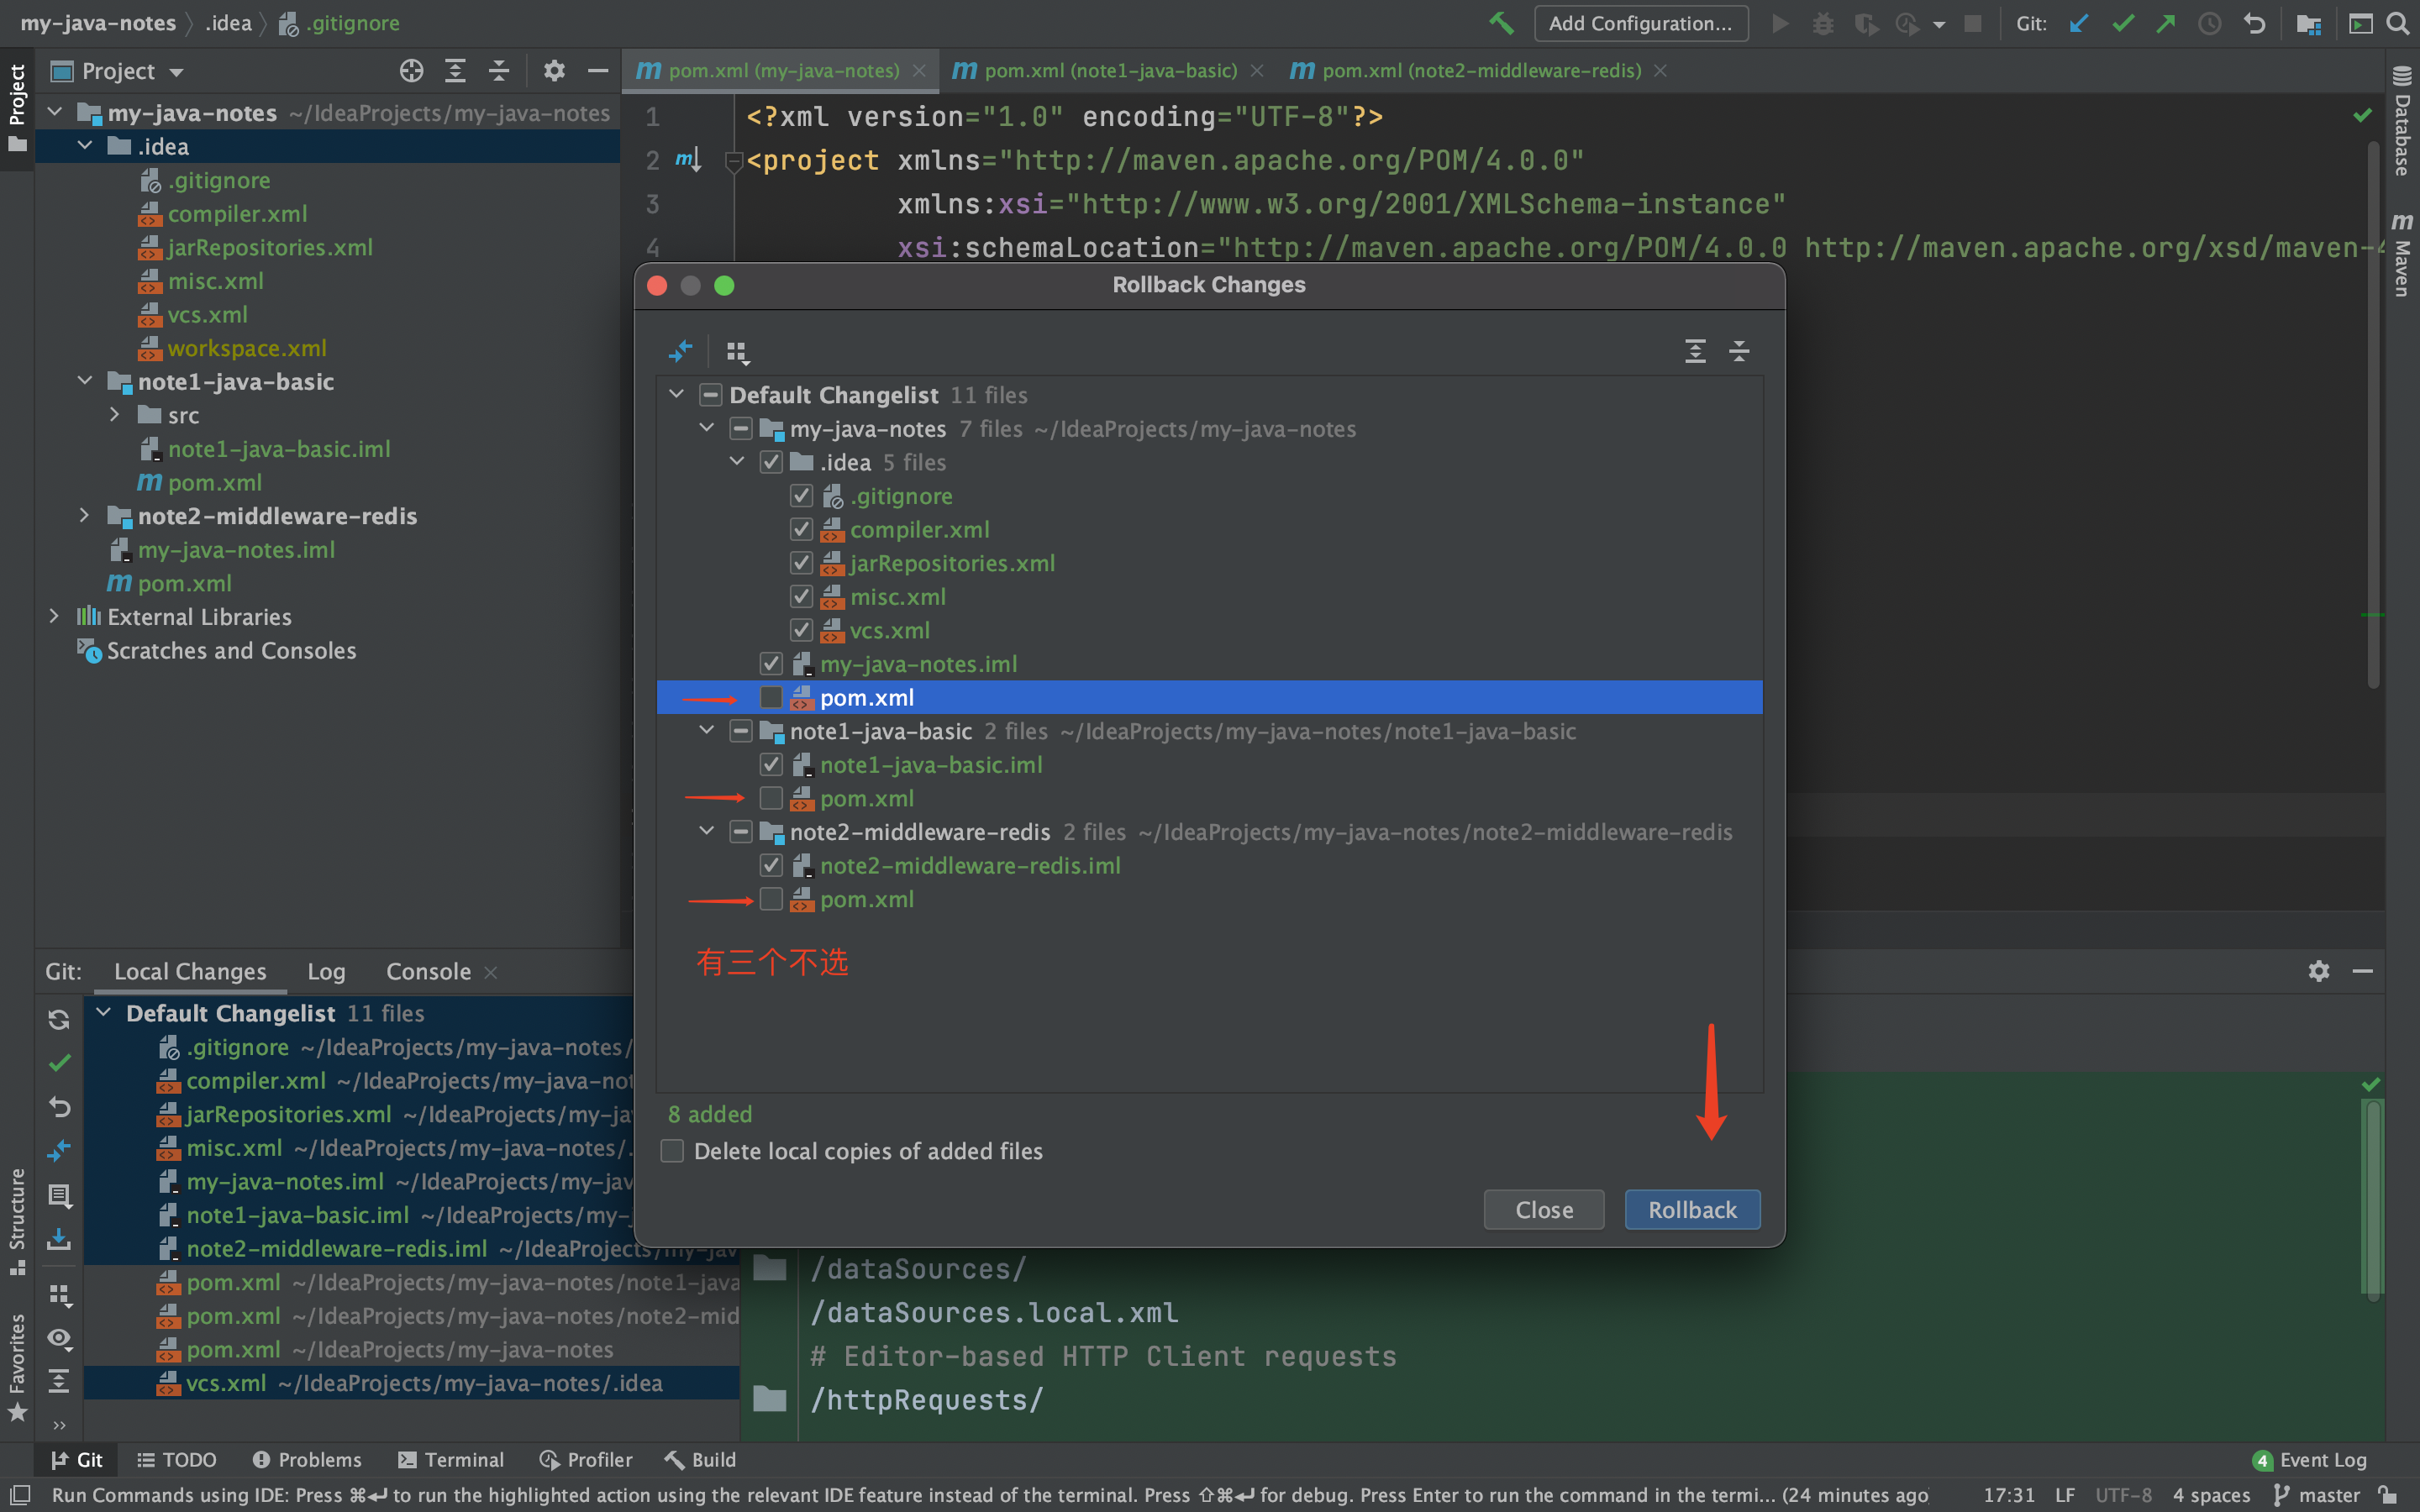 my-java-notes .idea .gitignore
Add Configuration...
Git:
Project
Project
my-java-notes ~/IdeaProjects/my-java-notes
.idea
.gitignore
compiler.xml
jarRepositories.xml
misc.xml
vcs.xml
workspace.xml
note1-java-basic
src
note1-java-basic.iml
pom.xml
note2-middleware-redis
my-java-notes.iml
pom.xml
External Libraries
Scratches and Consoles
pom.xml (my-java-notes)
pom.xml (note1-java-basic)
pom.xml (note2-middleware-redis)
1 <?xml version="1.0" encoding="UTF-8"?>
2 <project xmlns="http://maven.apache.org/POM/4.0.0"
3 xmlns:xsi="http://www.w3.org/2001/XMLSchema-instance"
4 xsi:schemaLocation="http://maven.apache.org/POM/4.0.0 http://maven.apache.org/xsd/maven-4
Database
Maven
Rollback Changes
Default Changelist 11 files
my-java-notes 7 files ~/IdeaProjects/my-java-notes
.idea 5 files
.gitignore
compiler.xml
jarRepositories.xml
misc.xml
vcs.xml
my-java-notes.iml
pom.xml
note1-java-basic 2 files ~/IdeaProjects/my-java-notes/note1-java-basic
note1-java-basic.iml
pom.xml
note2-middleware-redis 2 files ~/IdeaProjects/my-java-notes/note2-middleware-redis
note2-middleware-redis.iml
pom.xml
有三个不选
8 added
Delete local copies of added files
Close
Rollback
Git: Local Changes Log Console
Default Changelist 11 files
.gitignore ~/IdeaProjects/my-java-notes/
compiler.xml ~/IdeaProjects/my-java-not
jarRepositories.xml ~/IdeaProjects/my-ja
misc.xml ~/IdeaProjects/my-java-notes/.
my-java-notes.iml ~/IdeaProjects/my-jav
note1-java-basic.iml ~/IdeaProjects/my-j
note2-middleware-redis.iml ~/IdeaProjects/my-jav
pom.xml ~/IdeaProjects/my-java-notes/note1-java
pom.xml ~/IdeaProjects/my-java-notes/note2-mid
pom.xml ~/IdeaProjects/my-java-notes
vcs.xml ~/IdeaProjects/my-java-notes/.idea
/dataSources/
/dataSources.local.xml
# Editor-based HTTP Client requests
/httpRequests/
Structure
Favorites
Git TODO Problems Terminal Profiler Build
4 Event Log
Run Commands using IDE: Press ⌘↵ to run the highlighted action using the relevant IDE feature instead of the terminal. Press ⇧⌘↵ for debug. Press Enter to run the command in the termi... (24 minutes ago
17:31 LF UTF-8 4 spaces master